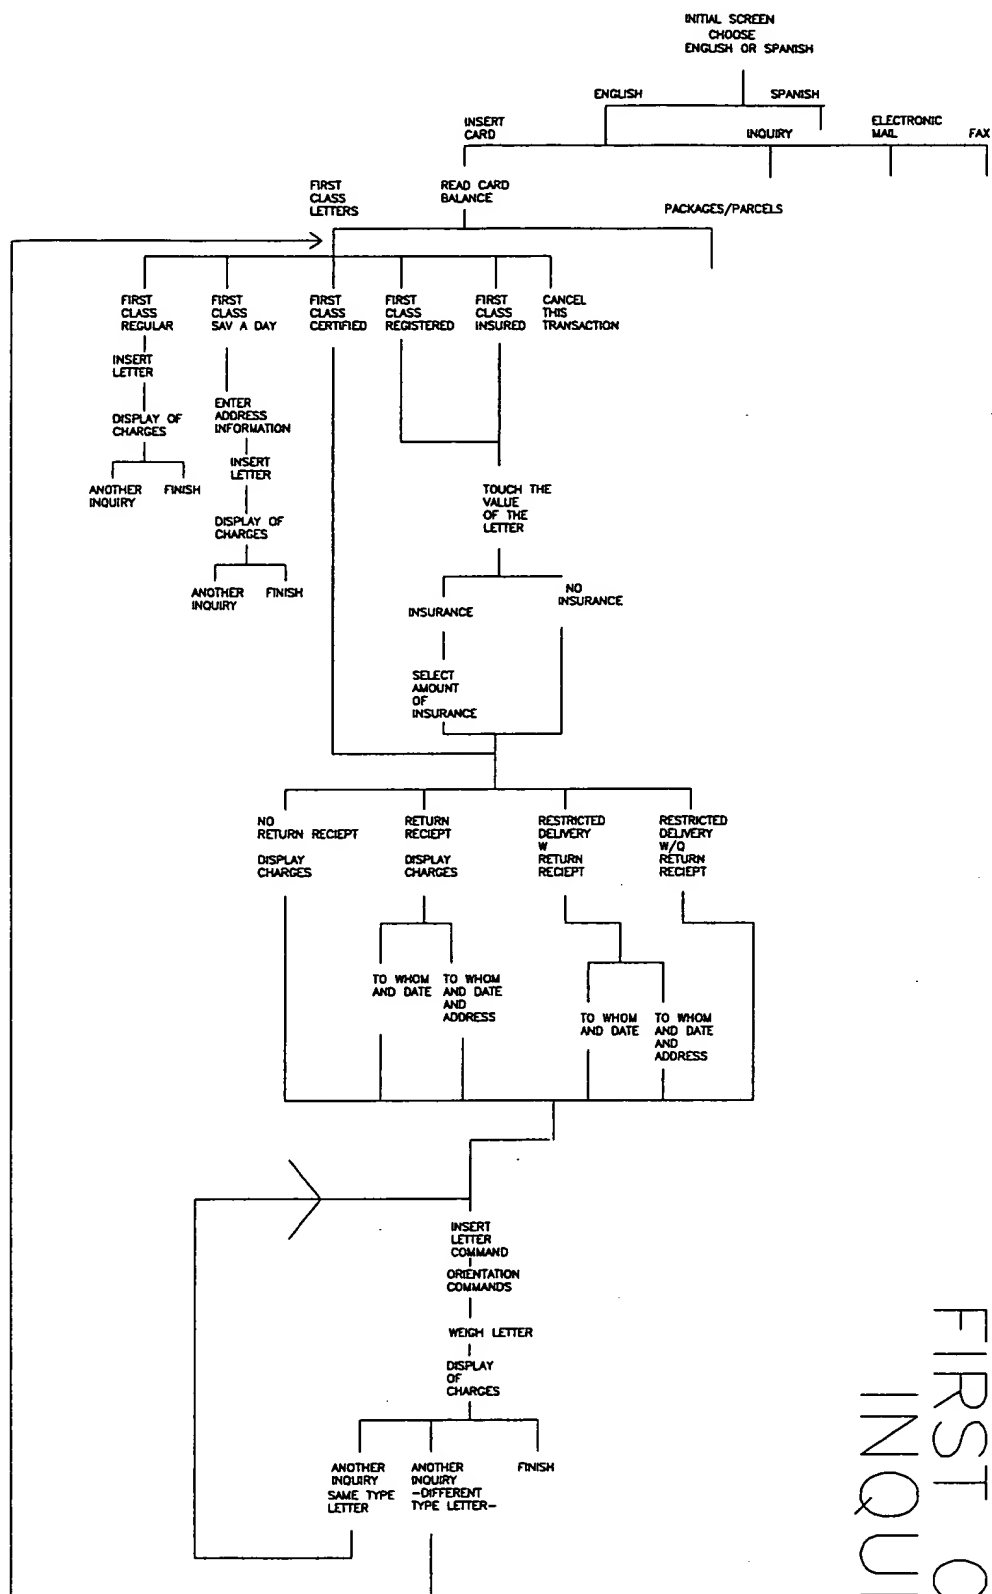 INITIAL SCREEN
CHOOSE
ENGLISH OR SPANISH
ENGLISH
SPANISH
INSERT
CARD
INQUIRY
ELECTRONIC
MAIL
FAX
FIRST
CLASS
LETTERS
READ CARD
BALANCE
PACKAGES/PARCELS
FIRST
CLASS
REGULAR
FIRST
CLASS
SAV A DAY
FIRST
CLASS
CERTIFIED
FIRST
CLASS
REGISTERED
FIRST
CLASS
INSURED
CANCEL
THIS
TRANSACTION
INSERT
LETTER
DISPLAY OF
CHARGES
ANOTHER
INQUIRY
FINISH
ENTER
ADDRESS
INFORMATION
INSERT
LETTER
DISPLAY OF
CHARGES
ANOTHER
INQUIRY
FINISH
TOUCH THE
VALUE
OF THE
LETTER
INSURANCE
NO
INSURANCE
SELECT
AMOUNT
OF
INSURANCE
NO
RETURN RECIEPT
DISPLAY
CHARGES
RETURN
RECIEPT
DISPLAY
CHARGES
RESTRICTED
DELIVERY
W
RETURN
RECIEPT
RESTRICTED
DELIVERY
W/O
RETURN
RECIEPT
TO WHOM
AND DATE
TO WHOM
AND DATE
AND
ADDRESS
TO WHOM
AND DATE
TO WHOM
AND DATE
AND
ADDRESS
INSERT
LETTER
COMMAND
ORIENTATION
COMMANDS
WEIGH LETTER
DISPLAY
OF
CHARGES
ANOTHER
INQUIRY
SAME TYPE
LETTER
ANOTHER
INQUIRY
-DIFFERENT
TYPE LETTER-
FINISH
FIRST